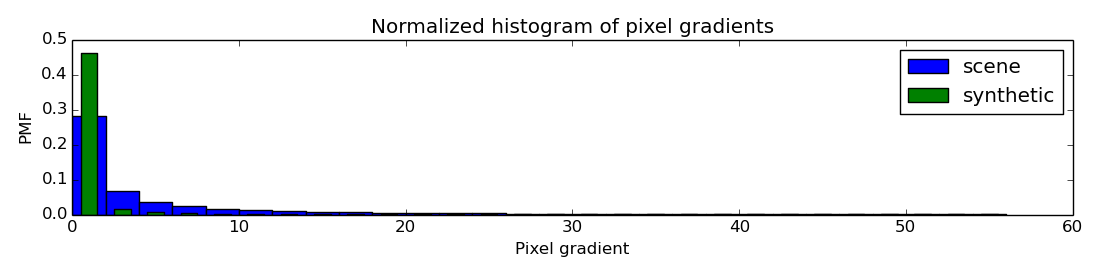 Normalized histogram of pixel gradients
0.5
0.4
0.3
0.2
0.1
0.0
PMF
scene
synthetic
0 10 20 30 40 50 60
Pixel gradient